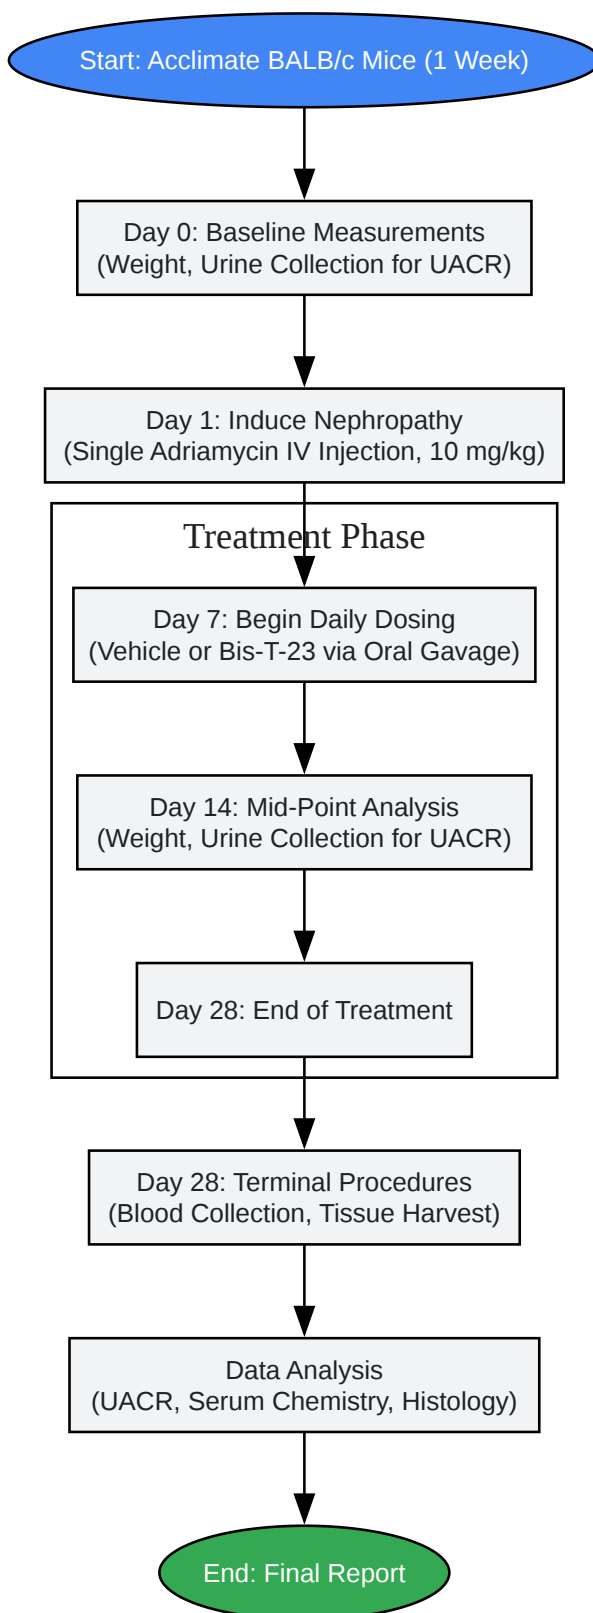 Start: Acclimate BALB/c Mice (1 Week)
Day 0: Baseline Measurements
(Weight, Urine Collection for UACR)
Day 1: Induce Nephropathy
(Single Adriamycin IV Injection, 10 mg/kg)
Treatment Phase
Day 7: Begin Daily Dosing
(Vehicle or Bis-T-23 via Oral Gavage)
Day 14: Mid-Point Analysis
(Weight, Urine Collection for UACR)
Day 28: End of Treatment
Day 28: Terminal Procedures
(Blood Collection, Tissue Harvest)
Data Analysis
(UACR, Serum Chemistry, Histology)
End: Final Report